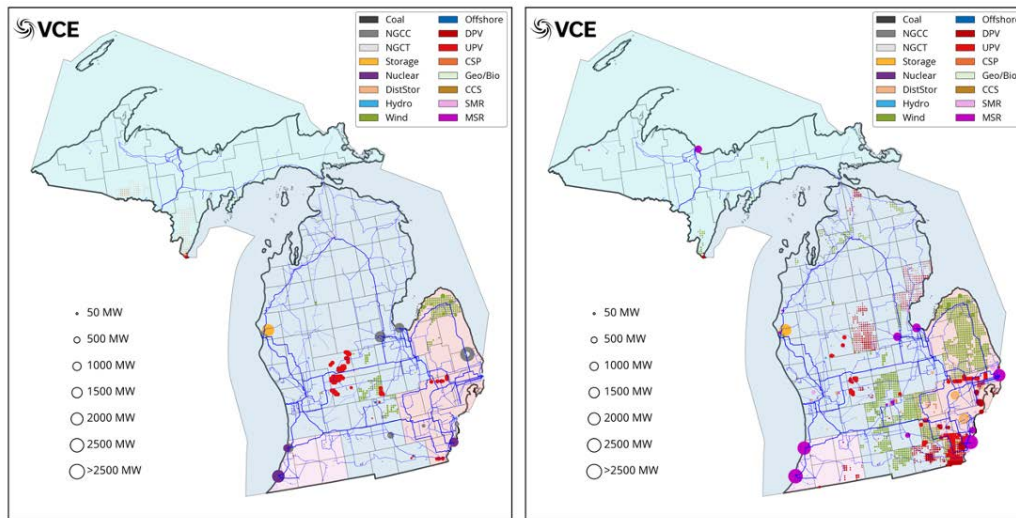 VCE
Coal Offshore
NGCC DPV
NGCT UPV
Storage CSP
Nuclear Geo/Bio
DistStor CCS
Hydro SMR
Wind MSR
50 MW
500 MW
1000 MW
1500 MW
2000 MW
2500 MW
>2500 MW
VCE
Coal Offshore
NGCC DPV
NGCT UPV
Storage CSP
Nuclear Geo/Bio
DistStor CCS
Hydro SMR
Wind MSR
50 MW
500 MW
1000 MW
1500 MW
2000 MW
2500 MW
>2500 MW